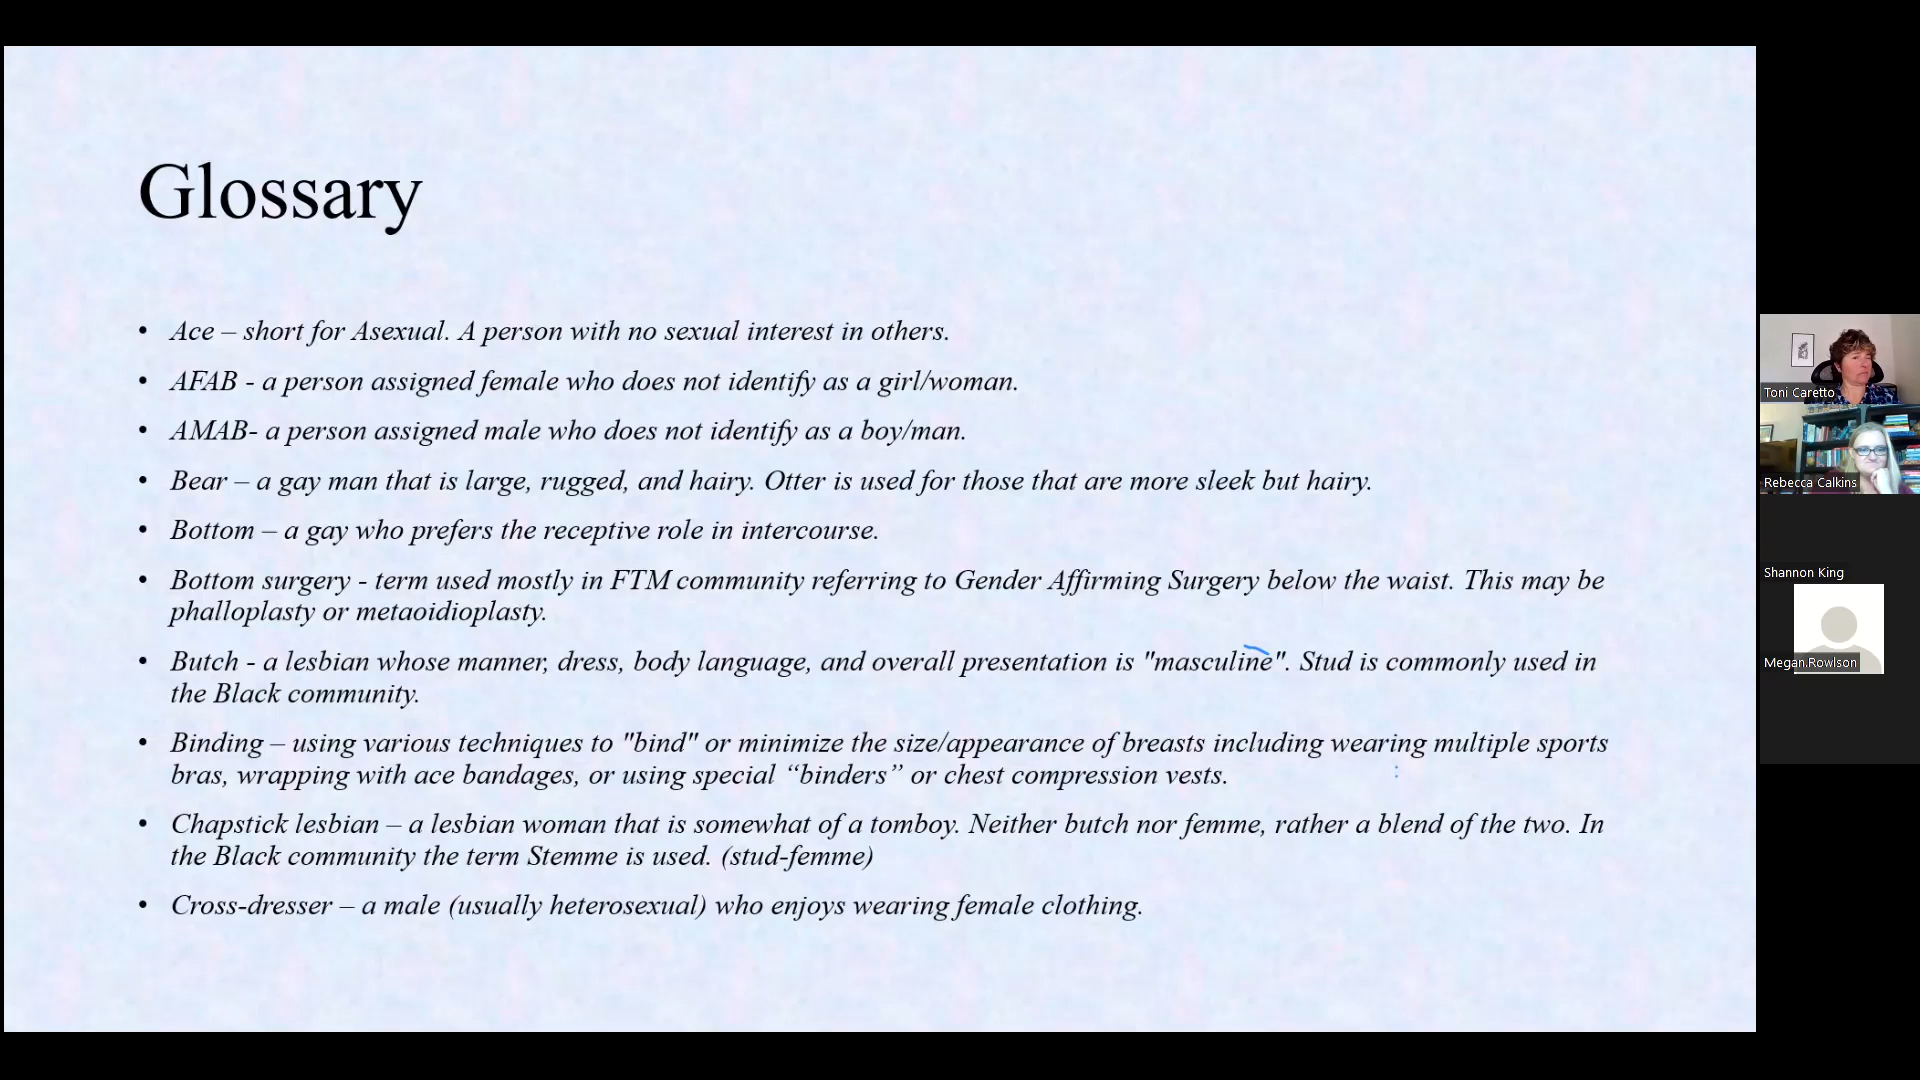 Glossary
• Ace – short for Asexual. A person with no sexual interest in others.
• AFAB - a person assigned female who does not identify as a girl/woman.
• AMAB- a person assigned male who does not identify as a boy/man.
• Bear – a gay man that is large, rugged, and hairy. Otter is used for those that are more sleek but hairy.
• Bottom – a gay who prefers the receptive role in intercourse.
• Bottom surgery - term used mostly in FTM community referring to Gender Affirming Surgery below the waist. This may be
phalloplasty or metaoidioplasty.
• Butch - a lesbian whose manner, dress, body language, and overall presentation is "masculine". Stud is commonly used in
the Black community.
• Binding – using various techniques to "bind" or minimize the size/appearance of breasts including wearing multiple sports
bras, wrapping with ace bandages, or using special “binders” or chest compression vests.
• Chapstick lesbian – a lesbian woman that is somewhat of a tomboy. Neither butch nor femme, rather a blend of the two. In
the Black community the term Stemme is used. (stud-femme)
• Cross-dresser – a male (usually heterosexual) who enjoys wearing female clothing.
Toni Caretto
Rebecca Calkins
Shannon King
Megan.Rowlson